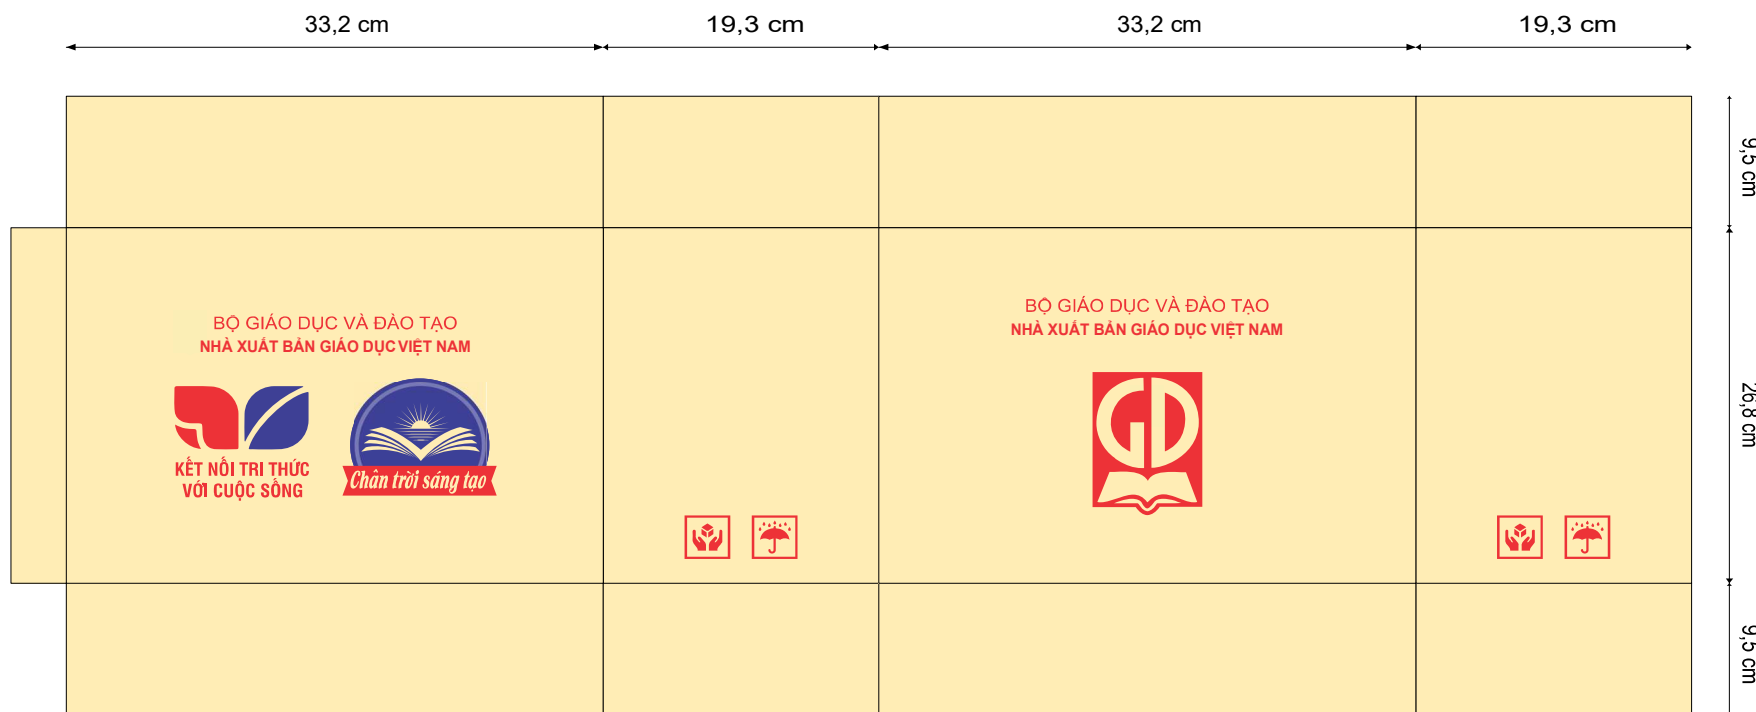 33,2 cm
19,3 cm
33,2 cm
19,3 cm
9,5 cm
BỘ GIÁO DỤC VÀ ĐÀO TẠO
NHÀ XUẤT BẢN GIÁO DỤC VIỆT NAM
KẾT NỐI TRI THỨC
VỚI CUỘC SỐNG
Chân trời sáng tạo
BỘ GIÁO DỤC VÀ ĐÀO TẠO
NHÀ XUẤT BẢN GIÁO DỤC VIỆT NAM
GD
26,8 cm
9,5 cm